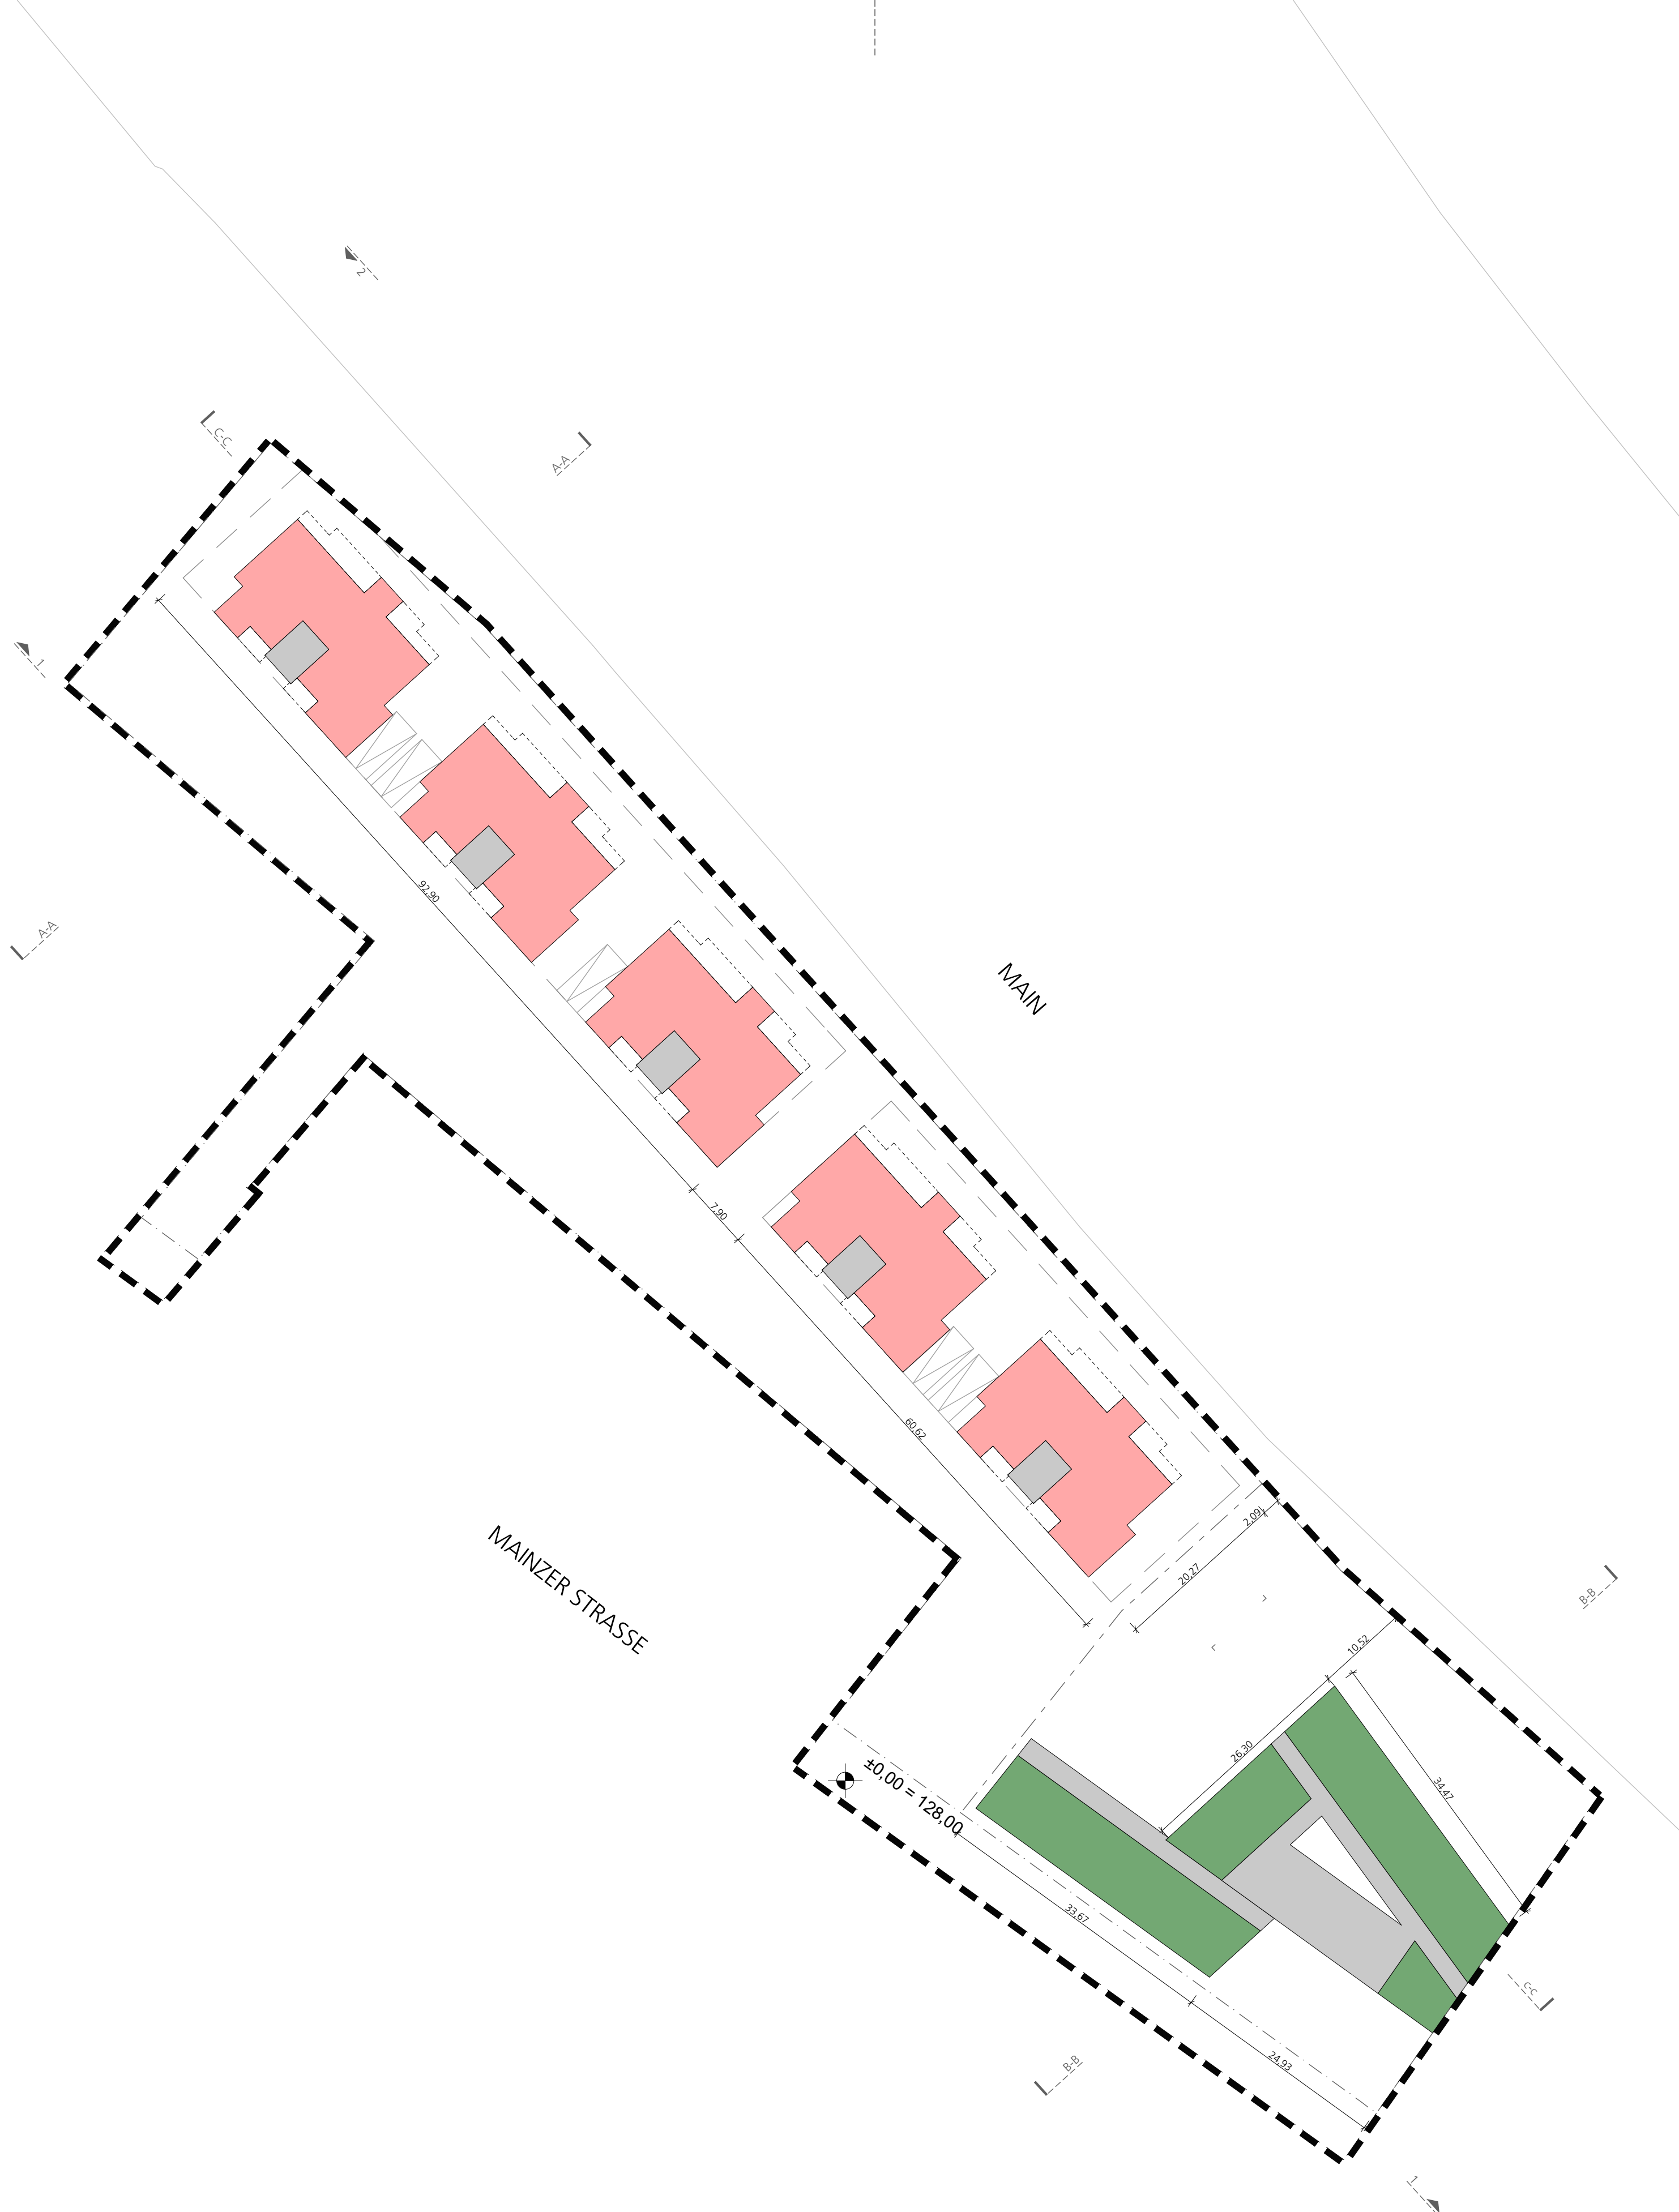 2
C-C
A-A
1
92,90
A-A
MAIN
7,90
60,62
MAINZER STRASSE
2,09
20,27
B-B
10,52
26,30
34,47
±0,00 = 128,00
33,67
C-C
24,93
B-B
1